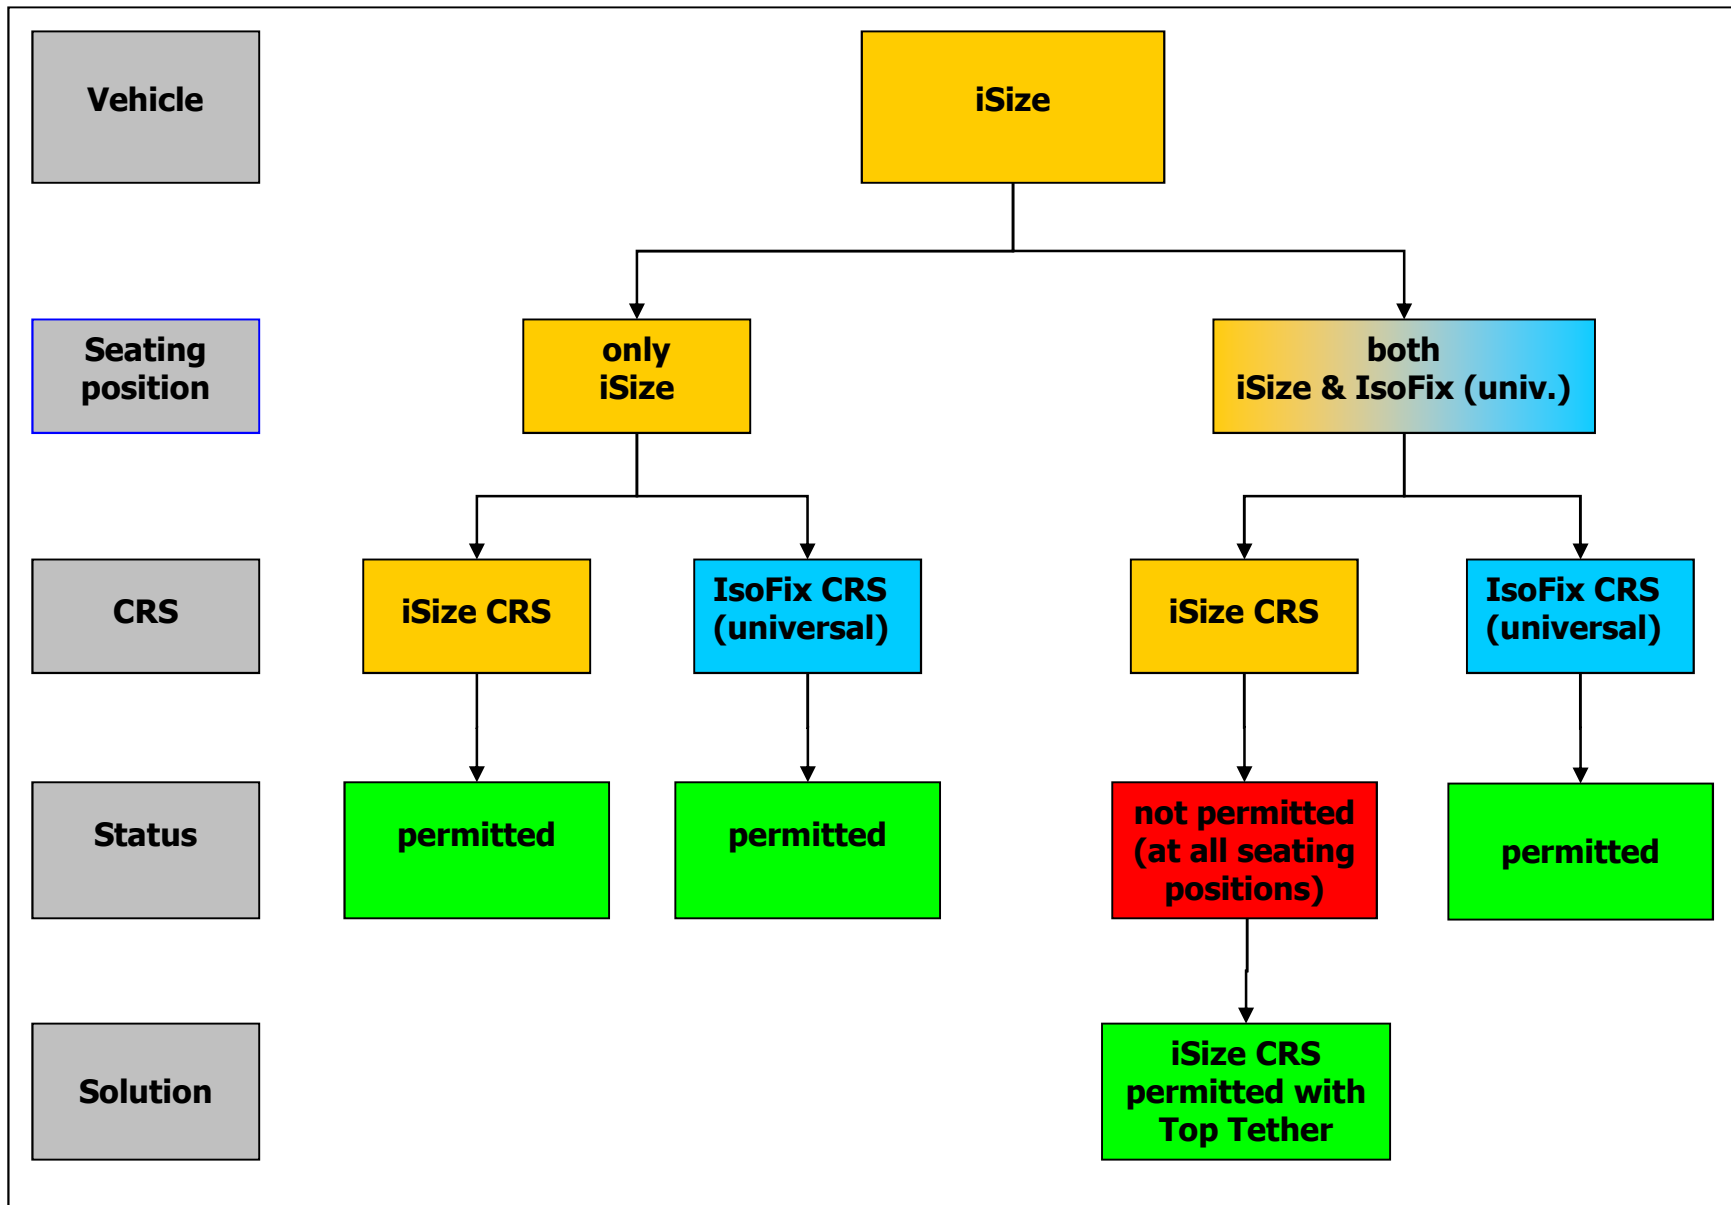 Vehicle
iSize
Seating
position
only
iSize
both
iSize & IsoFix (univ.)
CRS
iSize CRS
IsoFix CRS
(universal)
iSize CRS
IsoFix CRS
(universal)
Status
permitted
permitted
not permitted
(at all seating
positions)
permitted
Solution
iSize CRS
permitted with
Top Tether